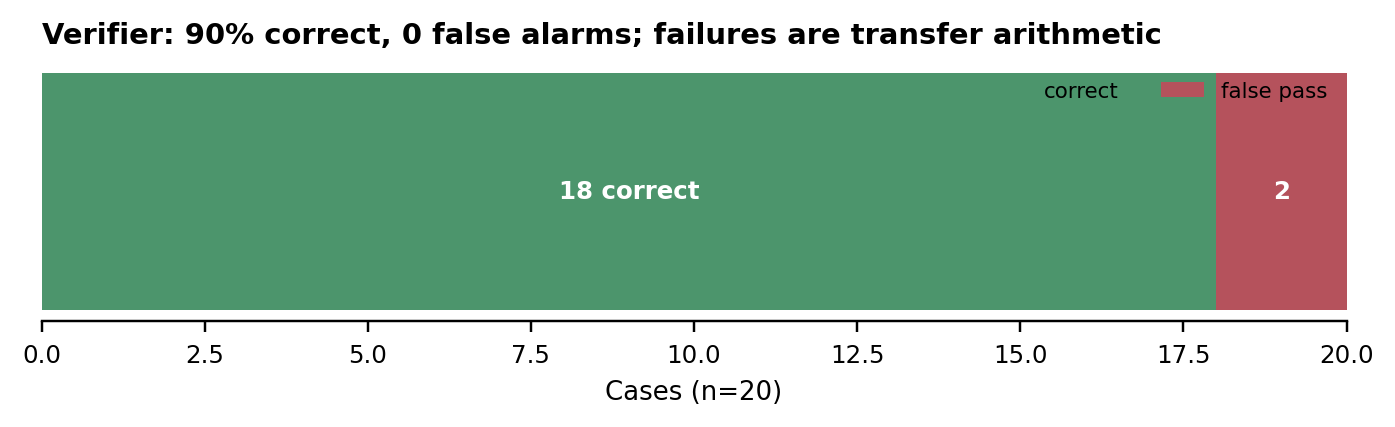 Verifier: 90% correct, 0 false alarms; failures are transfer arithmetic
correct false pass
18 correct 2
0.0 2.5 5.0 7.5 10.0 12.5 15.0 17.5 20.0
Cases (n=20)